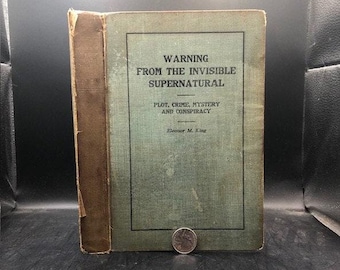 WARNING
FROM THE INVISIBLE
SUPERNATURAL
PLOT, CRIME, MYSTERY
AND CONSPIRACY
Eleanor M. King